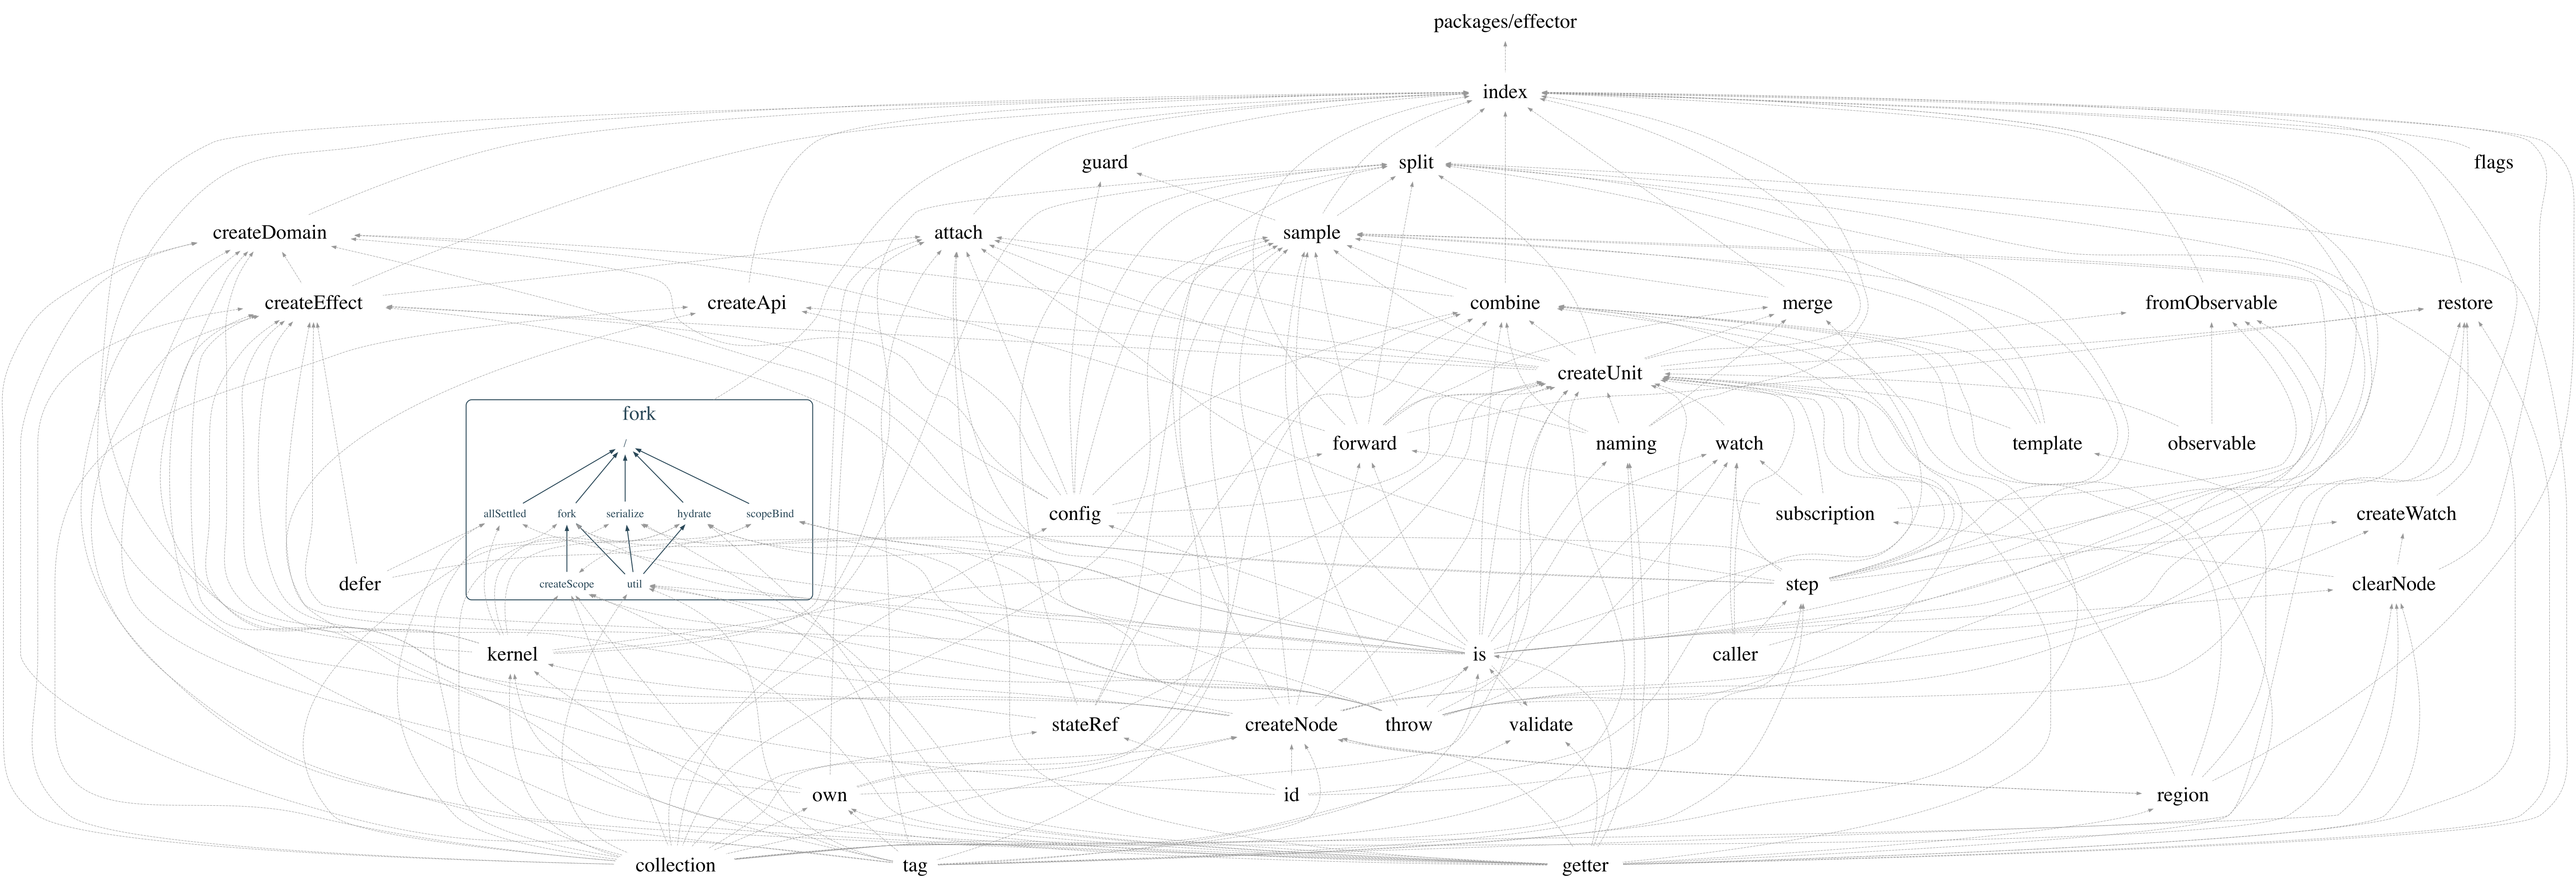 packages/effector
index
guard
split
flags
createDomain
attach
sample
createEffect
createApi
combine
merge
fromObservable
restore
createUnit
fork
/
forward
naming
watch
template
observable
allSettled
fork
serialize
hydrate
scopeBind
config
subscription
createWatch
defer
createScope
util
step
clearNode
kernel
is
caller
stateRef
createNode
throw
validate
own
id
region
collection
tag
getter